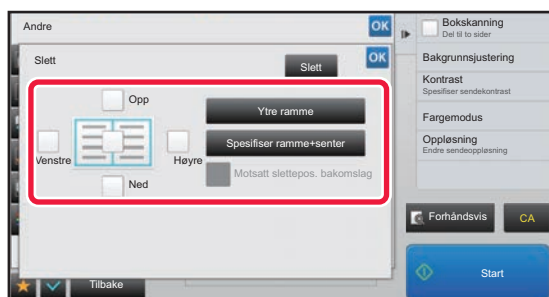 Andre
OK
Slett
Slett
OK
Opp
Venstre
Høyre
Ned
Ytre ramme
Spesifiser ramme+senter
Motsatt slettepos. bakomslag
Tilbake
Bokskanning
Del til to sider
Bakgrunnsjustering
Kontrast
Spesifiser sendekontrast
Fargemodus
Oppløsning
Endre sendeoppløsning
Forhåndsvis
CA
Start